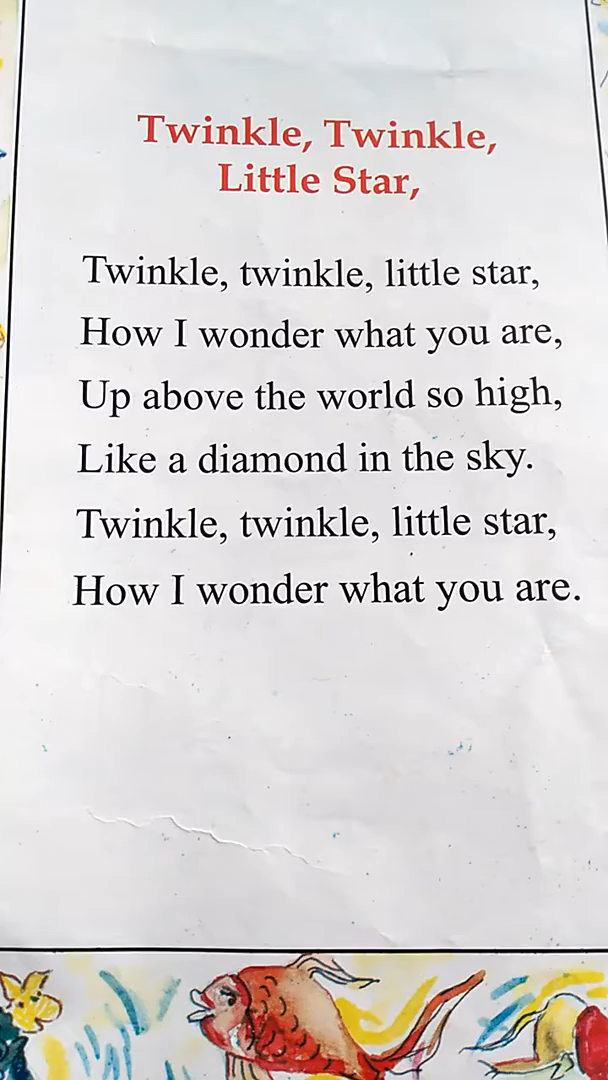 Twinkle, Twinkle,
Little Star,
Twinkle, twinkle, little star,
How I wonder what you are,
Up above the world so high,
Like a diamond in the sky.
Twinkle, twinkle, little star,
How I wonder what you are.